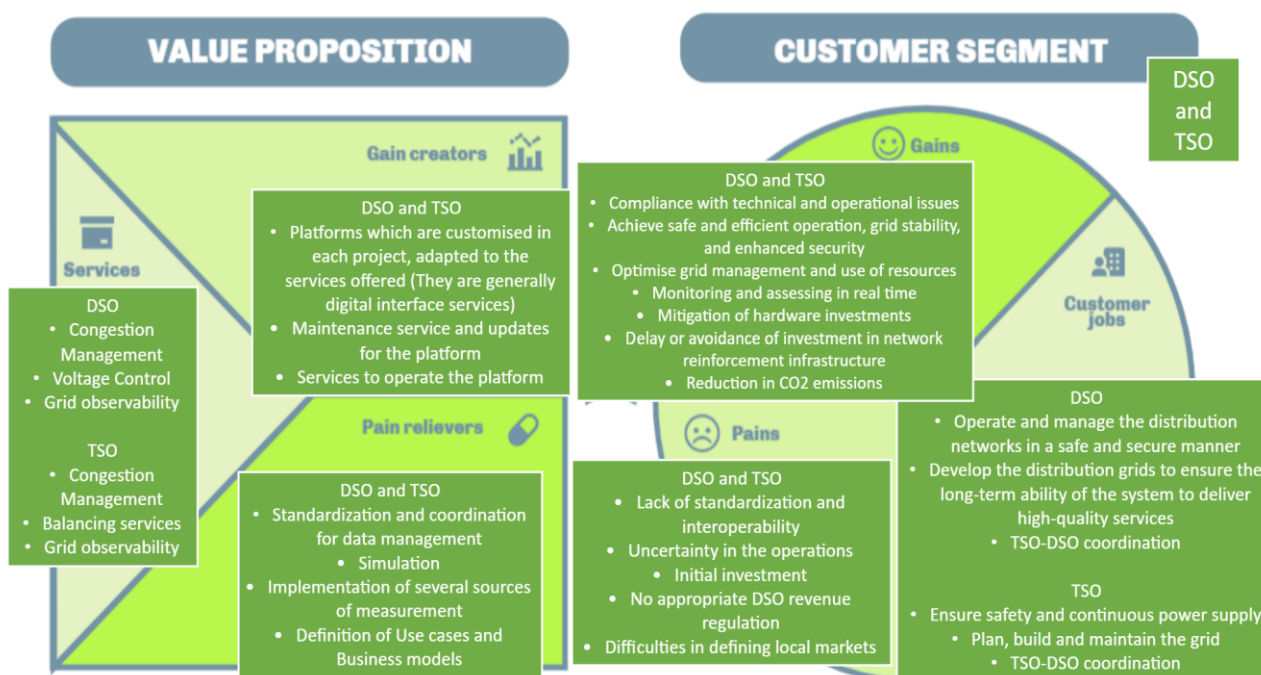 VALUE PROPOSITION
CUSTOMER SEGMENT
DSO
and
TSO
Gain creators
DSO and TSO
• Platforms which are customised in
each project, adapted to the
services offered (They are generally
digital interface services)
• Maintenance service and updates
for the platform
• Services to operate the platform
Services
DSO
• Congestion
Management
• Voltage Control
• Grid observability
TSO
• Congestion
Management
• Balancing services
• Grid observability
Pain relievers
DSO and TSO
• Standardization and coordination
for data management
• Simulation
• Implementation of several sources
of measurement
• Definition of Use cases and
Business models
Gains
DSO and TSO
• Compliance with technical and operational issues
• Achieve safe and efficient operation, grid stability,
and enhanced security
• Optimise grid management and use of resources
• Monitoring and assessing in real time
• Mitigation of hardware investments
• Delay or avoidance of investment in network
reinforcement infrastructure
• Reduction in CO2 emissions
Customer
jobs
DSO
• Operate and manage the distribution
networks in a safe and secure manner
• Develop the distribution grids to ensure the
long-term ability of the system to deliver
high-quality services
• TSO-DSO coordination
TSO
• Ensure safety and continuous power supply
• Plan, build and maintain the grid
• TSO-DSO coordination
Pains
DSO and TSO
• Lack of standardization and
interoperability
• Uncertainty in the operations
• Initial investment
• No appropriate DSO revenue
regulation
• Difficulties in defining local markets